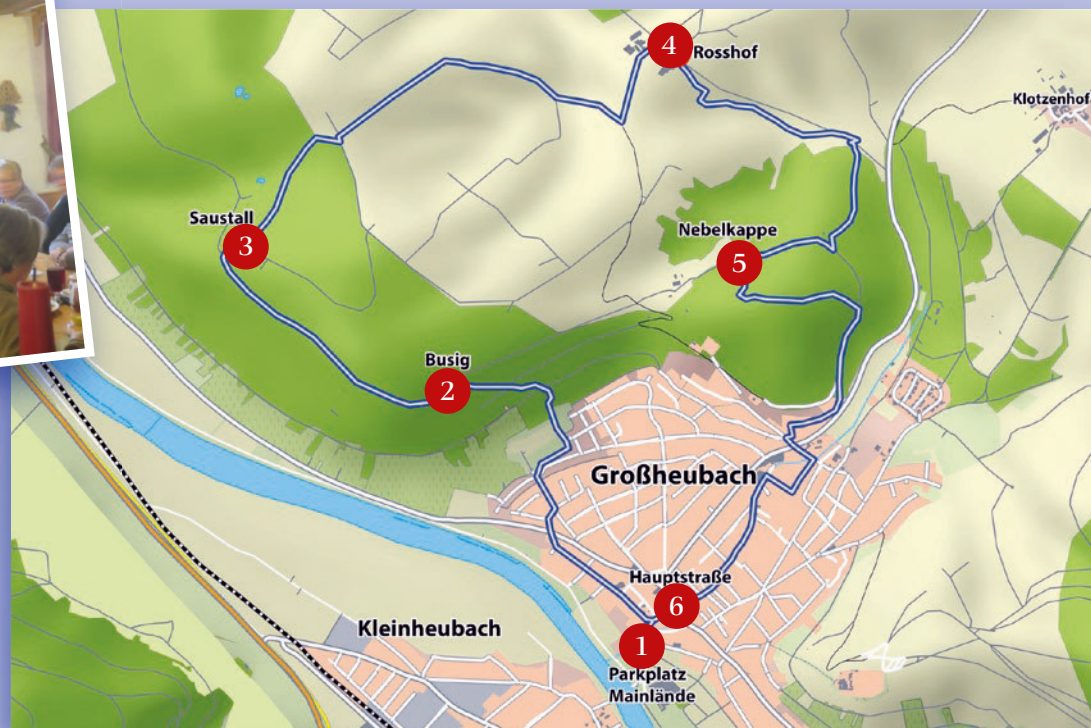 4
Rosshof
Klotzenhof
Saustall
3
Nebelkappe
5
Busig
2
Großheubach
Hauptstraße
6
Kleinheubach
1
Parkplatz
Mainlände